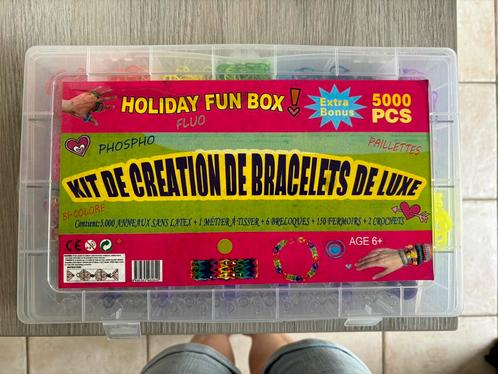 HOLIDAY FUN BOX!
Extra
Bonus
5000
PCS
FLUO
PHOSPHO
PAILLETTES
KIT DE CREATION DE BRACELETS DE LUXE
BI-COLORE
Contient: 5.000 ANNEAUX SANS LATEX + 1 MÉTIER À TISSER + 6 BRELOQUES + 150 FERMOIRS + 2 CROCHETS
AGE 6+
CE